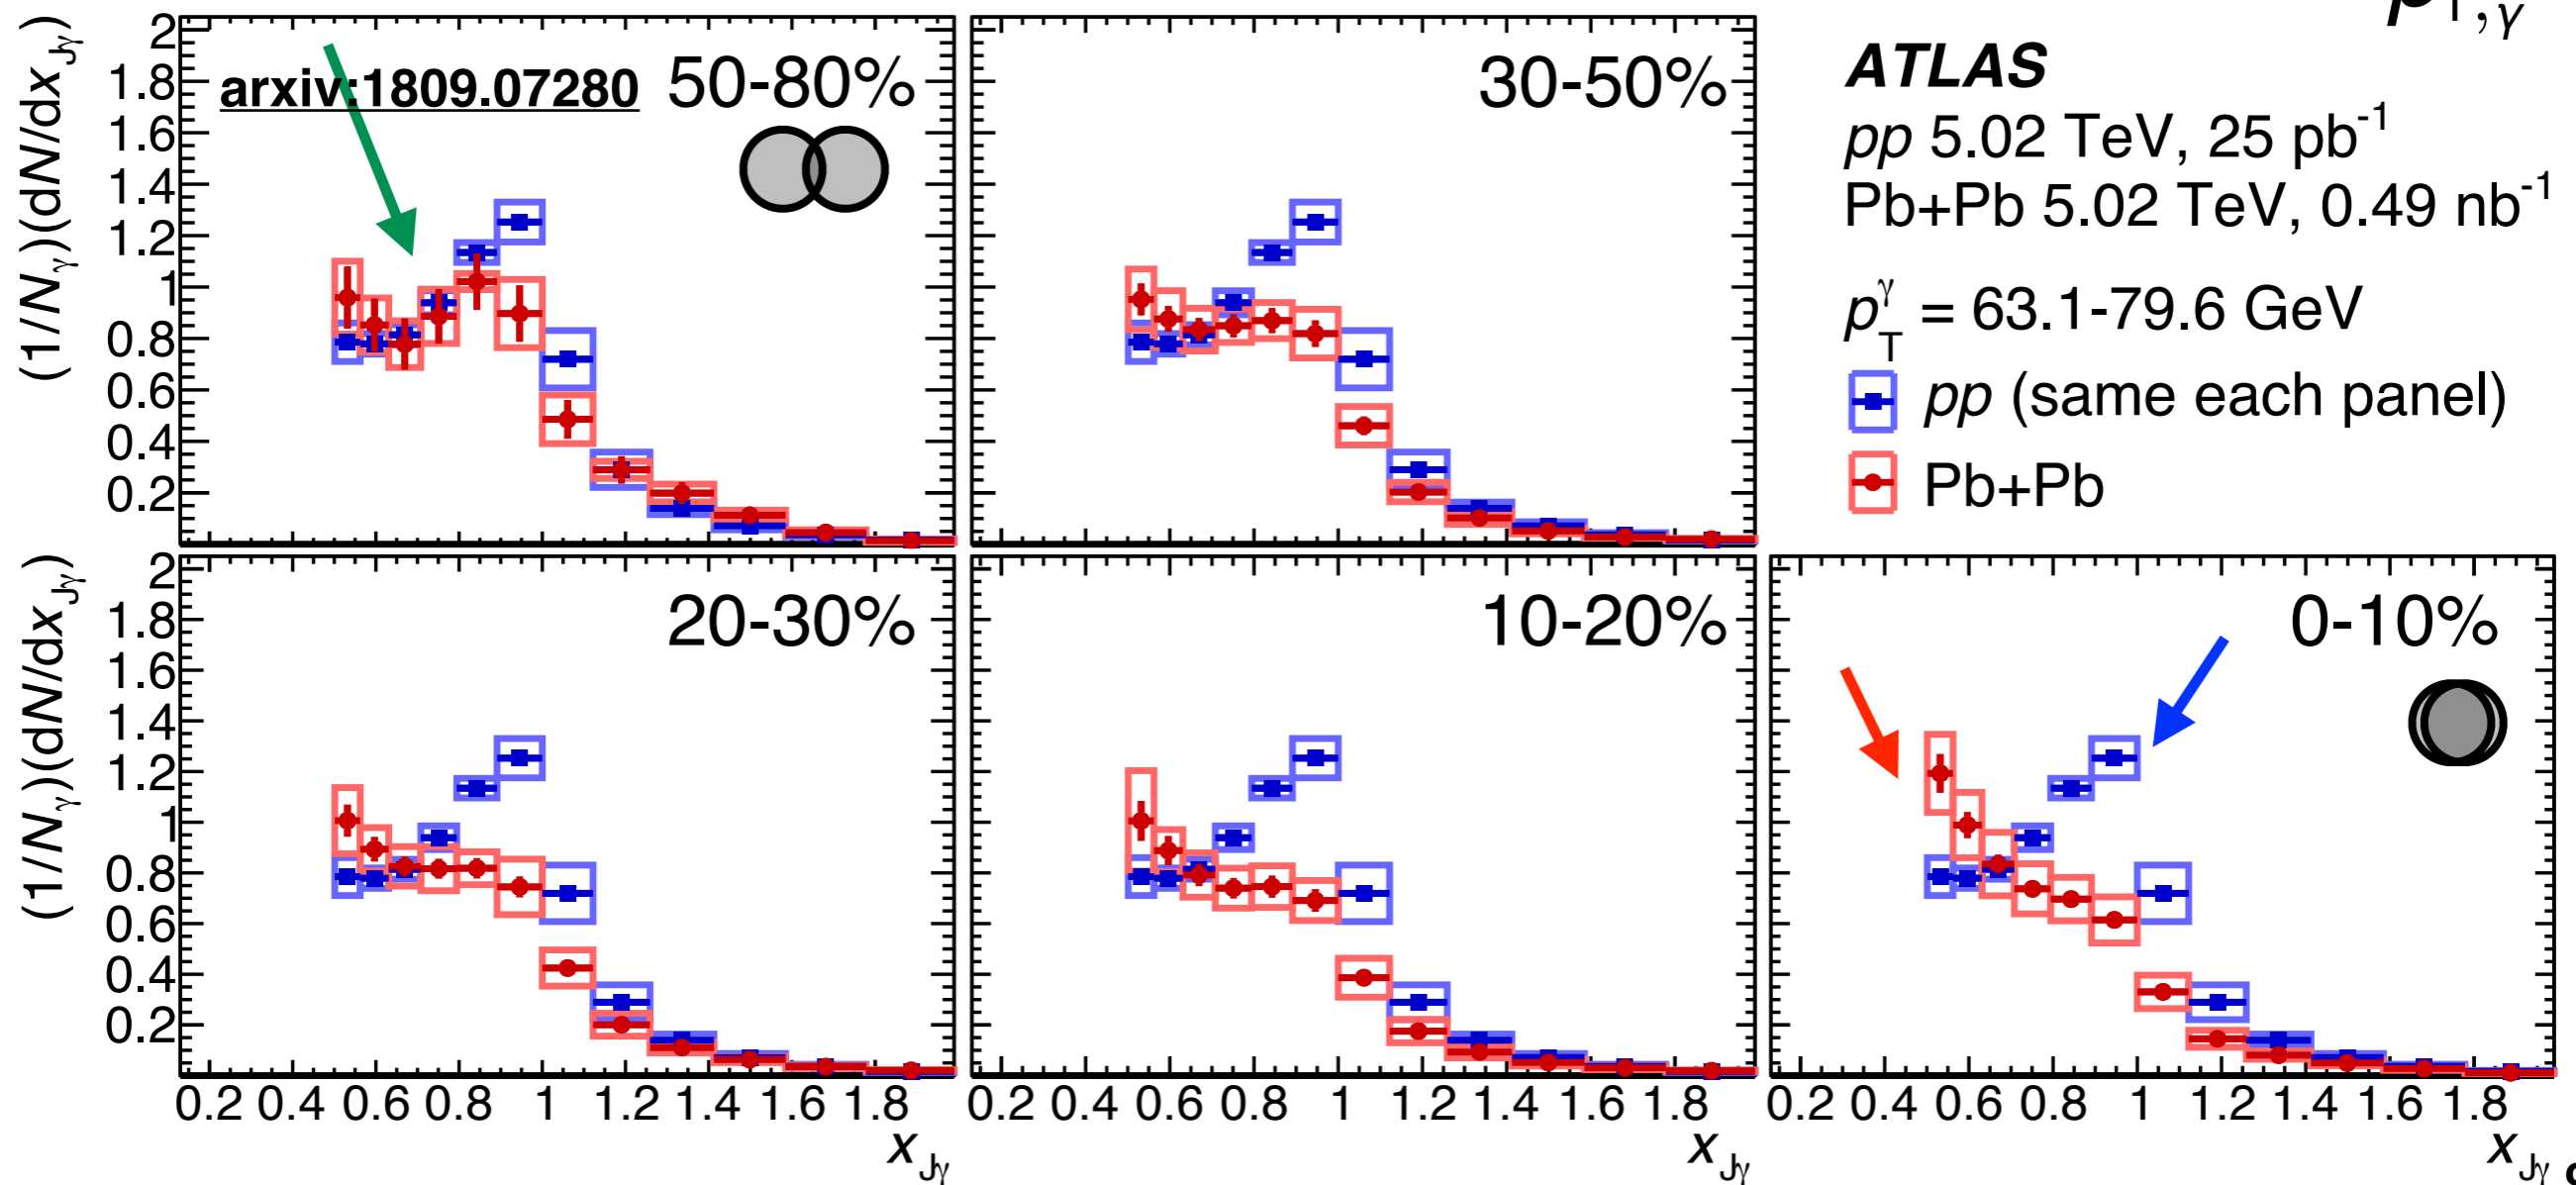 p_T,γ
(1/N_γ)(dN/dx_Jγ)
2
1.8
1.6
1.4
1.2
1
0.8
0.6
0.4
0.2
arxiv:1809.07280
50-80%
30-50%
ATLAS
pp 5.02 TeV, 25 pb⁻¹
Pb+Pb 5.02 TeV, 0.49 nb⁻¹
p_T^γ = 63.1-79.6 GeV
pp (same each panel)
Pb+Pb
(1/N_γ)(dN/dx_Jγ)
2
1.8
1.6
1.4
1.2
1
0.8
0.6
0.4
0.2
20-30%
10-20%
0-10%
0.2 0.4 0.6 0.8 1 1.2 1.4 1.6 1.8
0.2 0.4 0.6 0.8 1 1.2 1.4 1.6 1.8
0.2 0.4 0.6 0.8 1 1.2 1.4 1.6 1.8
x_Jγ
x_Jγ
x_Jγ